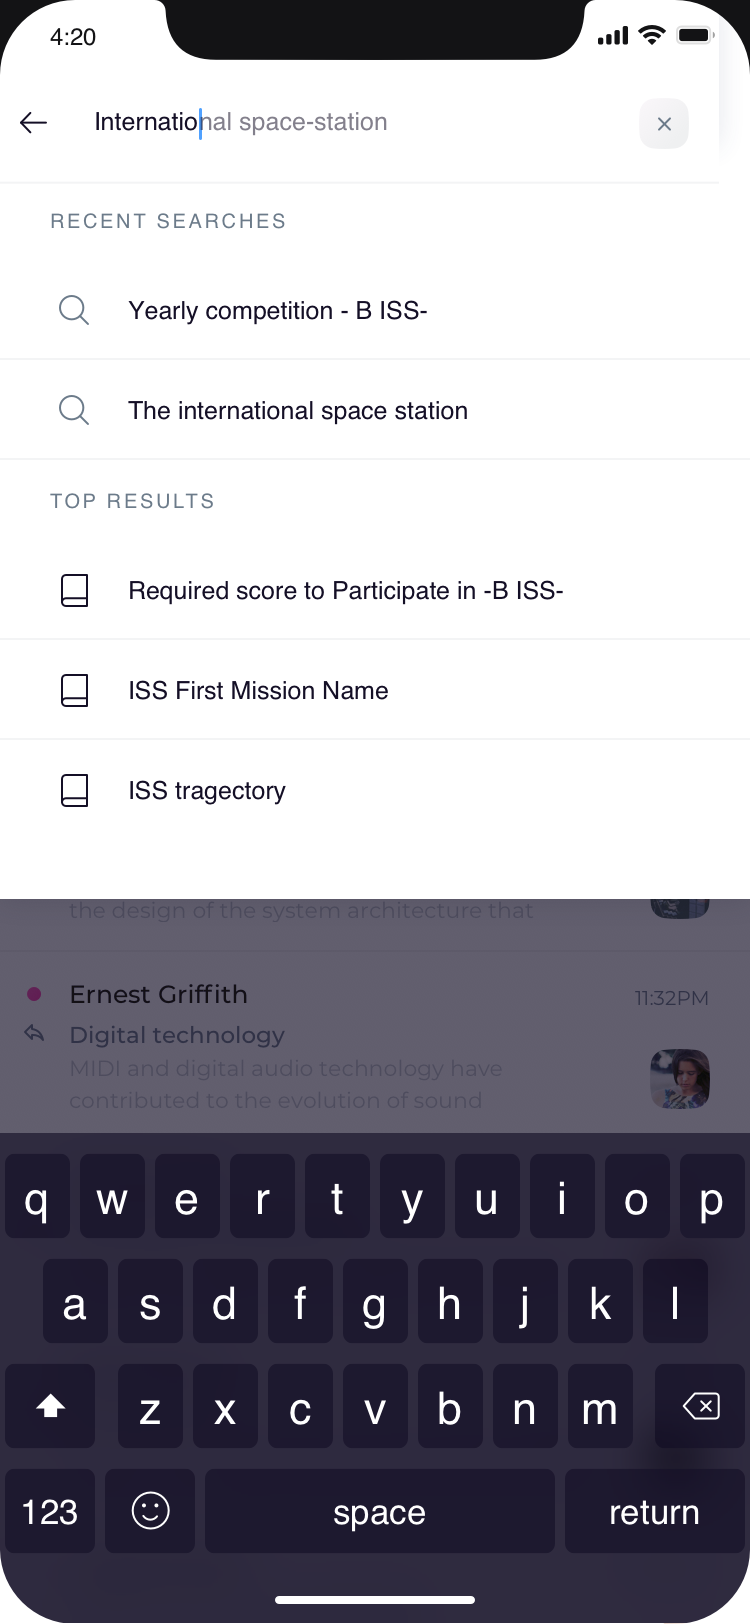 4:20
International space-station
RECENT SEARCHES
Yearly competition - B ISS-
The international space station
TOP RESULTS
Required score to Participate in -B ISS-
ISS First Mission Name
ISS tragectory
the design of the system architecture that
Ernest Griffith
11:32PM
Digital technology
MIDI and digital audio technology have
contributed to the evolution of sound
q w e r t y u i o p
a s d f g h j k l
z x c v b n m
123 space return